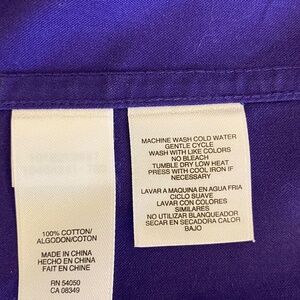 100% COTTON/
ALGODON/COTON
MADE IN CHINA
HECHO EN CHINA
FAIT EN CHINE
RN 54050
CA 08349
MACHINE WASH COLD WATER
GENTLE CYCLE
WASH WITH LIKE COLORS
NO BLEACH
TUMBLE DRY LOW HEAT
PRESS WITH COOL IRON IF
NECESSARY
LAVAR A MAQUINA EN AGUA FRIA
CICLO SUAVE
LAVAR CON COLORES
SIMILARES
NO UTILIZAR BLANQUEADOR
SECAR EN SECADORA CALOR
BAJO